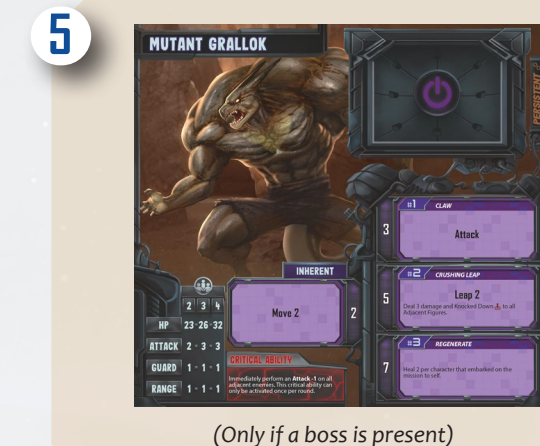 5
MUTANT GRALLOK
PERSISTENT
#1 CLAW
3
Attack
#2 CRUSHING LEAP
5
Leap 2
Deal 3 damage and Knocked Down to all
Adjacent Figures.
#3 REGENERATE
7
Heal 2 per character that embarked on the
mission to self.
INHERENT
Move 2
2
2 3 4
HP 23-26-32
ATTACK 2 - 3 - 3
GUARD 1 - 1 - 1
RANGE 1 - 1 - 1
CRITICAL ABILITY
Immediately perform an Attack -1 on all
adjacent enemies. This critical ability can
only be activated once per round.
(Only if a boss is present)